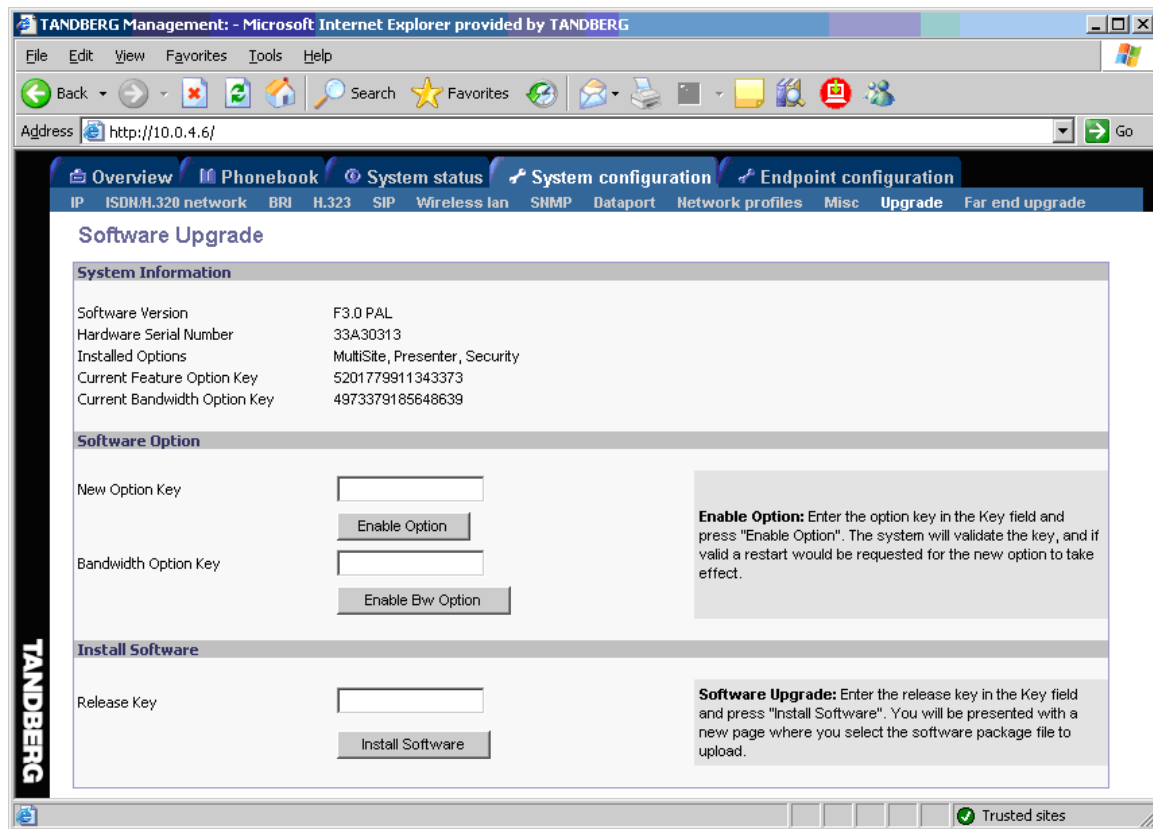 TANDBERG Management: - Microsoft Internet Explorer provided by TANDBERG
File Edit View Favorites Tools Help
Back Search Favorites
Address http://10.0.4.6/ Go
Overview Phonebook System status System configuration Endpoint configuration
IP ISDN/H.320 network BRI H.323 SIP Wireless lan SNMP Dataport Network profiles Misc Upgrade Far end upgrade
Software Upgrade
System Information
Software Version F3.0 PAL
Hardware Serial Number 33A30313
Installed Options MultiSite, Presenter, Security
Current Feature Option Key 5201779911343373
Current Bandwidth Option Key 4973379185648639
Software Option
New Option Key
Enable Option
Bandwidth Option Key
Enable Bw Option
Enable Option: Enter the option key in the Key field and
press "Enable Option". The system will validate the key, and if
valid a restart would be requested for the new option to take
effect.
Install Software
Release Key
Install Software
Software Upgrade: Enter the release key in the Key field
and press "Install Software". You will be presented with a
new page where you select the software package file to
upload.
TANDBERG
Trusted sites